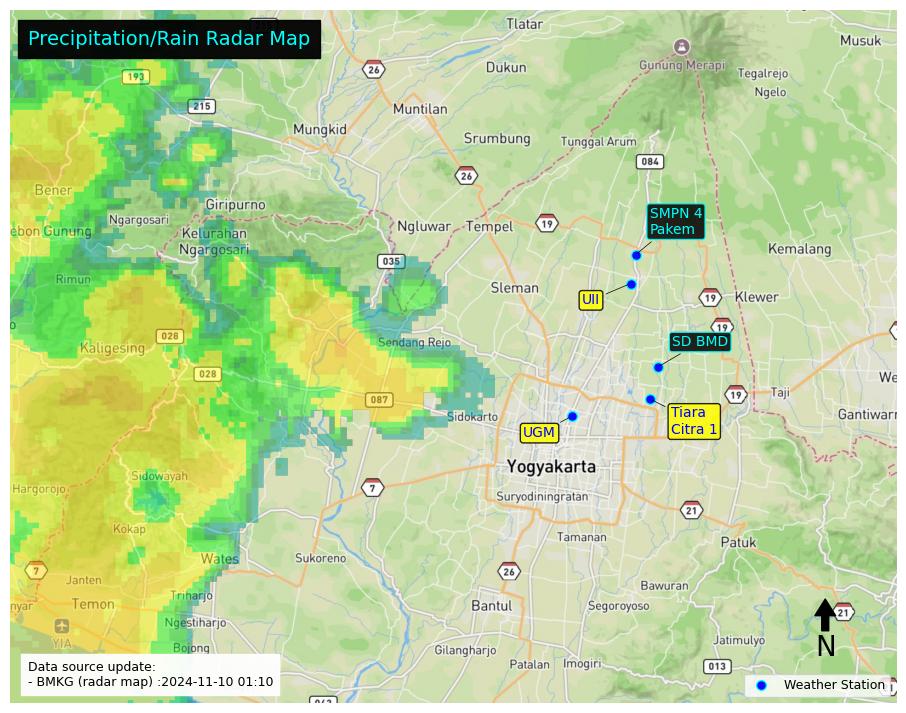 Precipitation/Rain Radar Map
Tlatar
Musuk
26
193
Dukun
Gunung Merapi
Tegalrejo
Ngelo
215
Muntilan
Mungkid
Srumbung
Tunggal Arum
084
26
Bener
Giripurno
SMPN 4
Pakem
Ngargosari
Ngluwar
Tempel
19
ebon Gunung
Kelurahan
Ngargosari
Kemalang
035
Rimun
Sleman
UII
19
Klewer
19
028
SD BMD
Kaligesing
Sendang Rejo
028
We
087
19
Taji
Sidokarto
Tiara
Citra 1
Gantiwarn
UGM
Yogyakarta
Sidowayah
Hargorojo
7
Suryodiningratan
21
Kokap
Tamanan
Patuk
Wates
Sukoreno
7
26
Janten
Bawuran
nyar
Temon
Triharjo
Bantul
Segoroyoso
21
Ngestiharjo
YIA
N
Jatimulyo
Bojong
Gilangharjo
Patalan
Imogiri
013
Data source update:
- BMKG (radar map) :2024-11-10 01:10
Weather Station